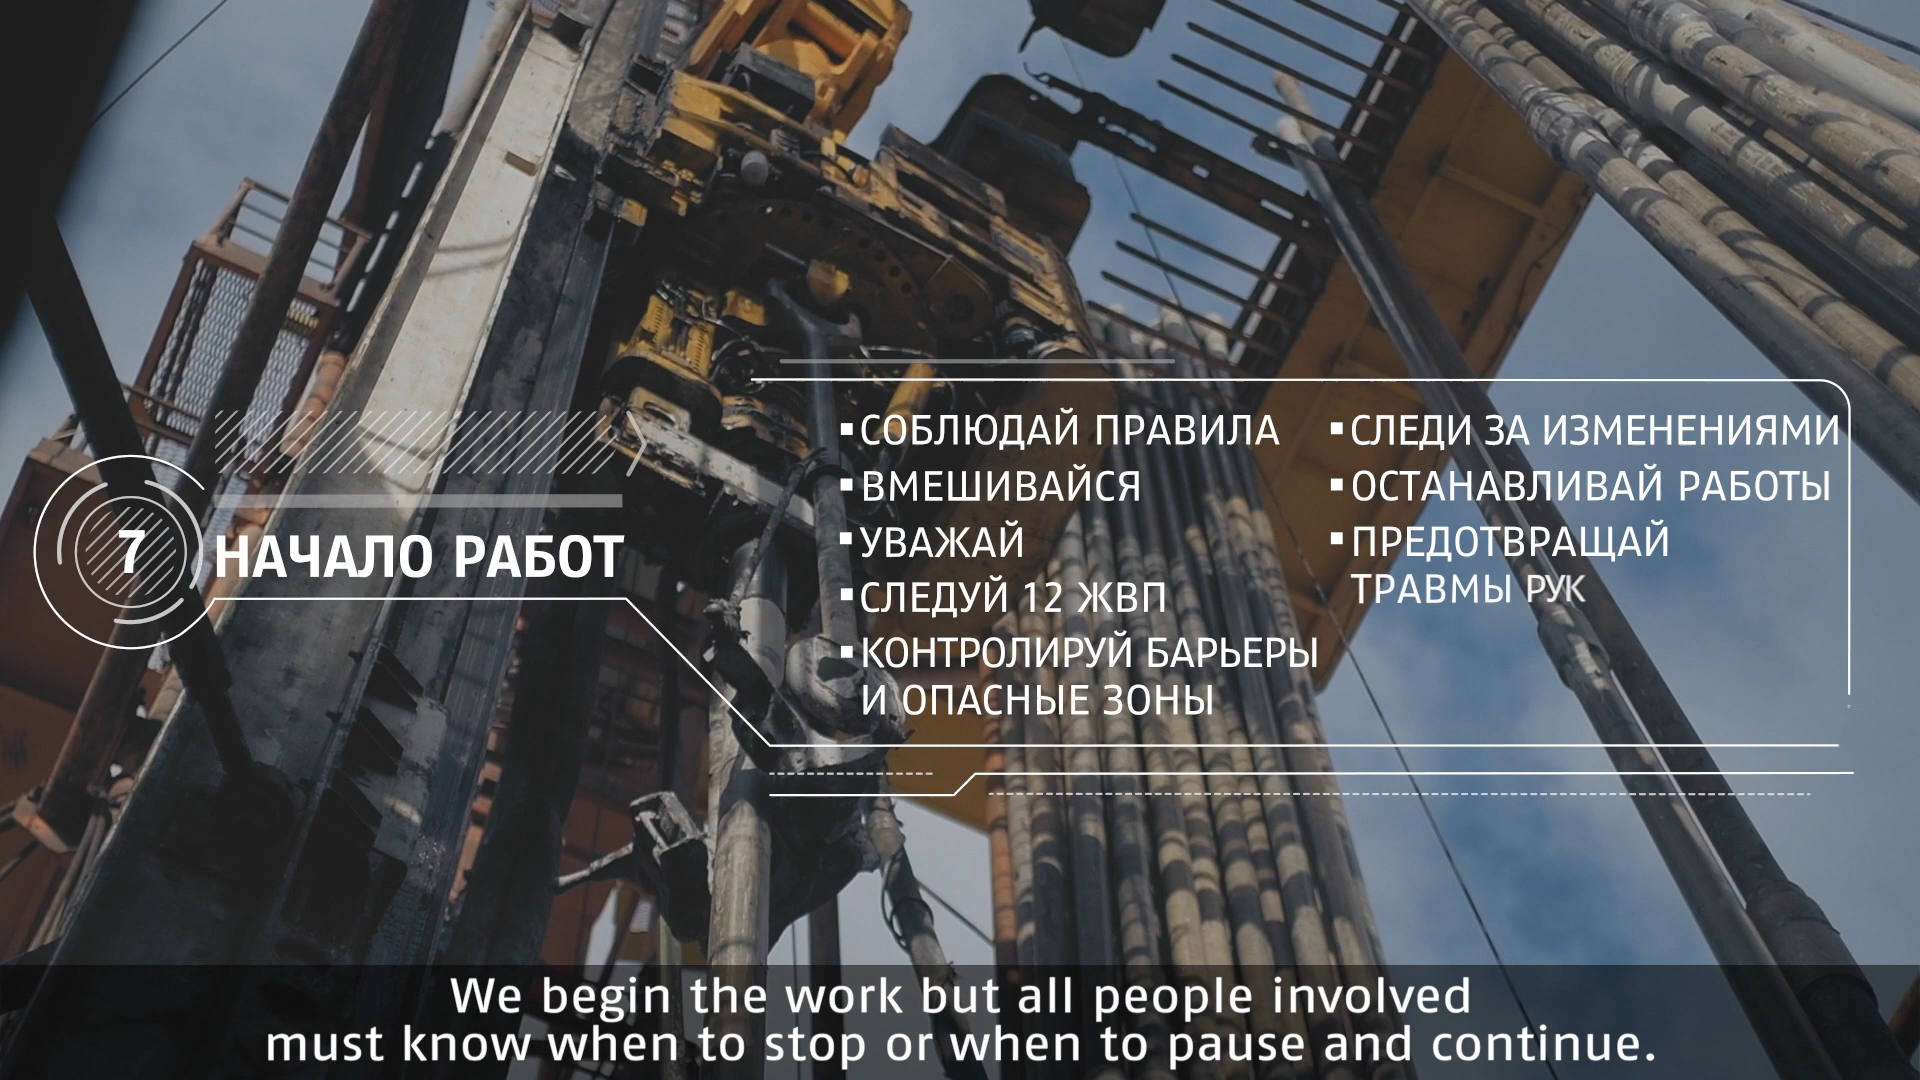 7
НАЧАЛО РАБОТ
▪СОБЛЮДАЙ ПРАВИЛА
▪ВМЕШИВАЙСЯ
▪УВАЖАЙ
▪СЛЕДУЙ 12 ЖВП
▪КОНТРОЛИРУЙ БАРЬЕРЫ
И ОПАСНЫЕ ЗОНЫ
▪СЛЕДИ ЗА ИЗМЕНЕНИЯМИ
▪ОСТАНАВЛИВАЙ РАБОТЫ
▪ПРЕДОТВРАЩАЙ
ТРАВМЫ РУК
We begin the work but all people involved
must know when to stop or when to pause and continue.